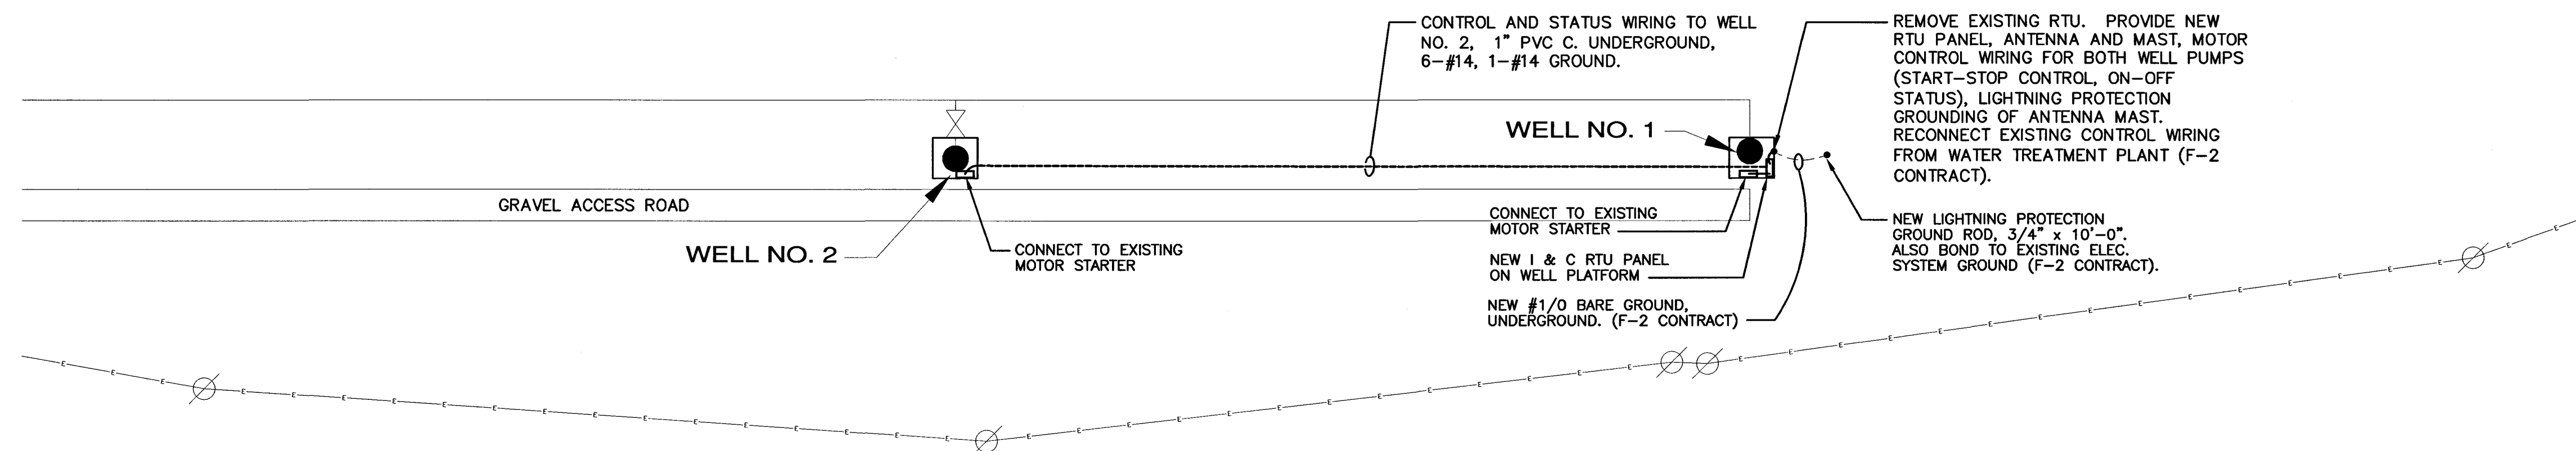 CONTROL AND STATUS WIRING TO WELL
NO. 2, 1" PVC C. UNDERGROUND,
6-#14, 1-#14 GROUND.
REMOVE EXISTING RTU. PROVIDE NEW
RTU PANEL, ANTENNA AND MAST, MOTOR
CONTROL WIRING FOR BOTH WELL PUMPS
(START-STOP CONTROL, ON-OFF
STATUS), LIGHTNING PROTECTION
GROUNDING OF ANTENNA MAST.
RECONNECT EXISTING CONTROL WIRING
FROM WATER TREATMENT PLANT (F-2
CONTRACT).
WELL NO. 1
GRAVEL ACCESS ROAD
WELL NO. 2
CONNECT TO EXISTING
MOTOR STARTER
CONNECT TO EXISTING
MOTOR STARTER
NEW I & C RTU PANEL
ON WELL PLATFORM
NEW #1/0 BARE GROUND,
UNDERGROUND. (F-2 CONTRACT)
NEW LIGHTNING PROTECTION
GROUND ROD, 3/4" x 10'-0".
ALSO BOND TO EXISTING ELEC.
SYSTEM GROUND (F-2 CONTRACT).
E E E E E E E E E E E E E E E E E E E E E E E E E E E E E E E E E E E E E E E E E E E E E